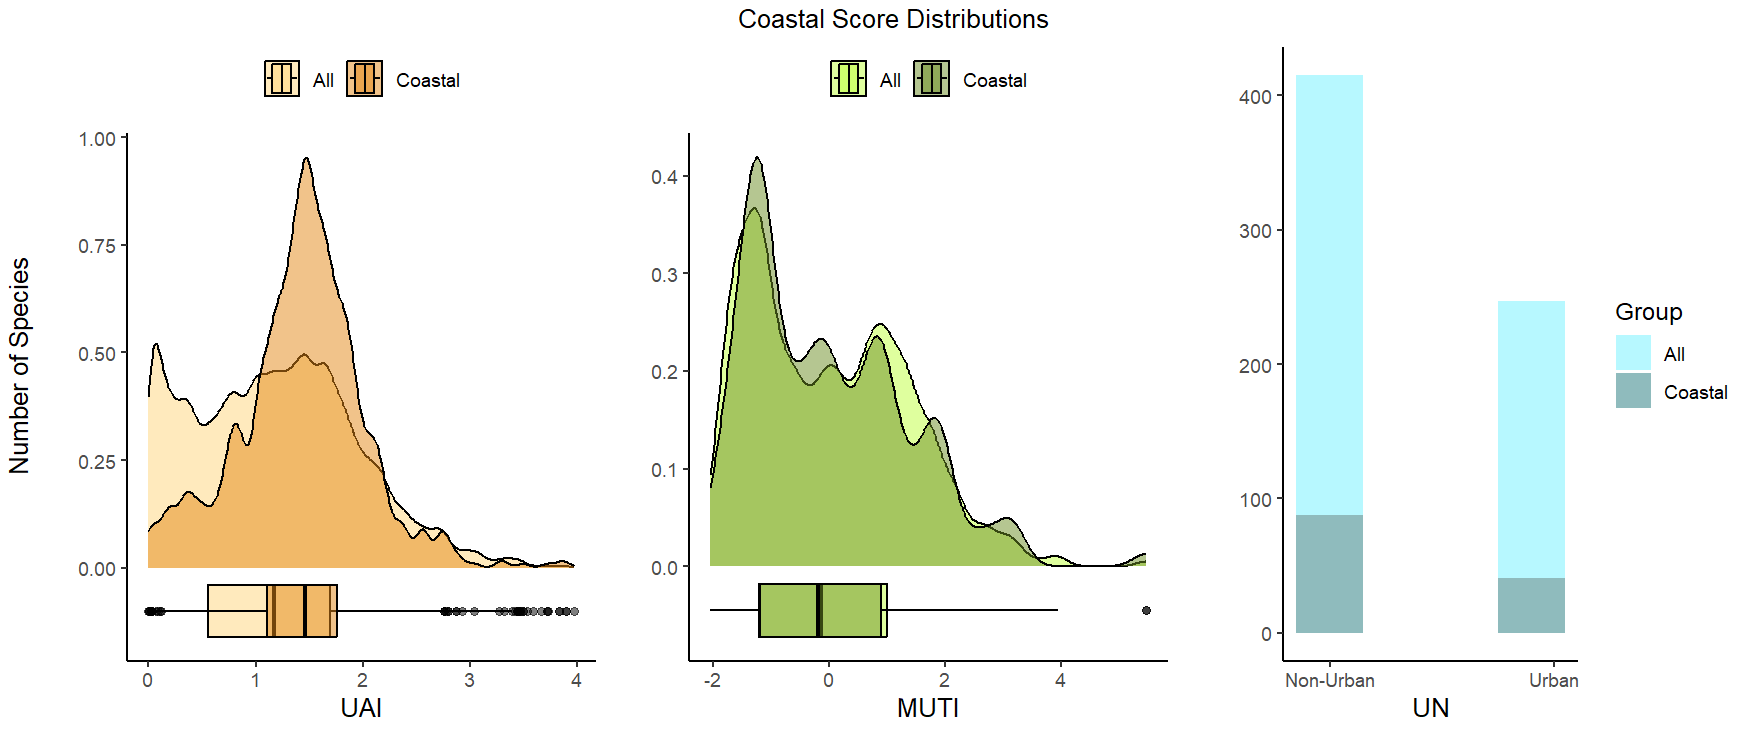 Coastal Score Distributions
All Coastal
All Coastal
Number of Species
1.00
0.75
0.50
0.25
0.00
0 1 2 3 4
UAI
0.4
0.3
0.2
0.1
0.0
-2 0 2 4
MUTI
400
300
200
100
0
Non-Urban Urban
UN
Group
All
Coastal